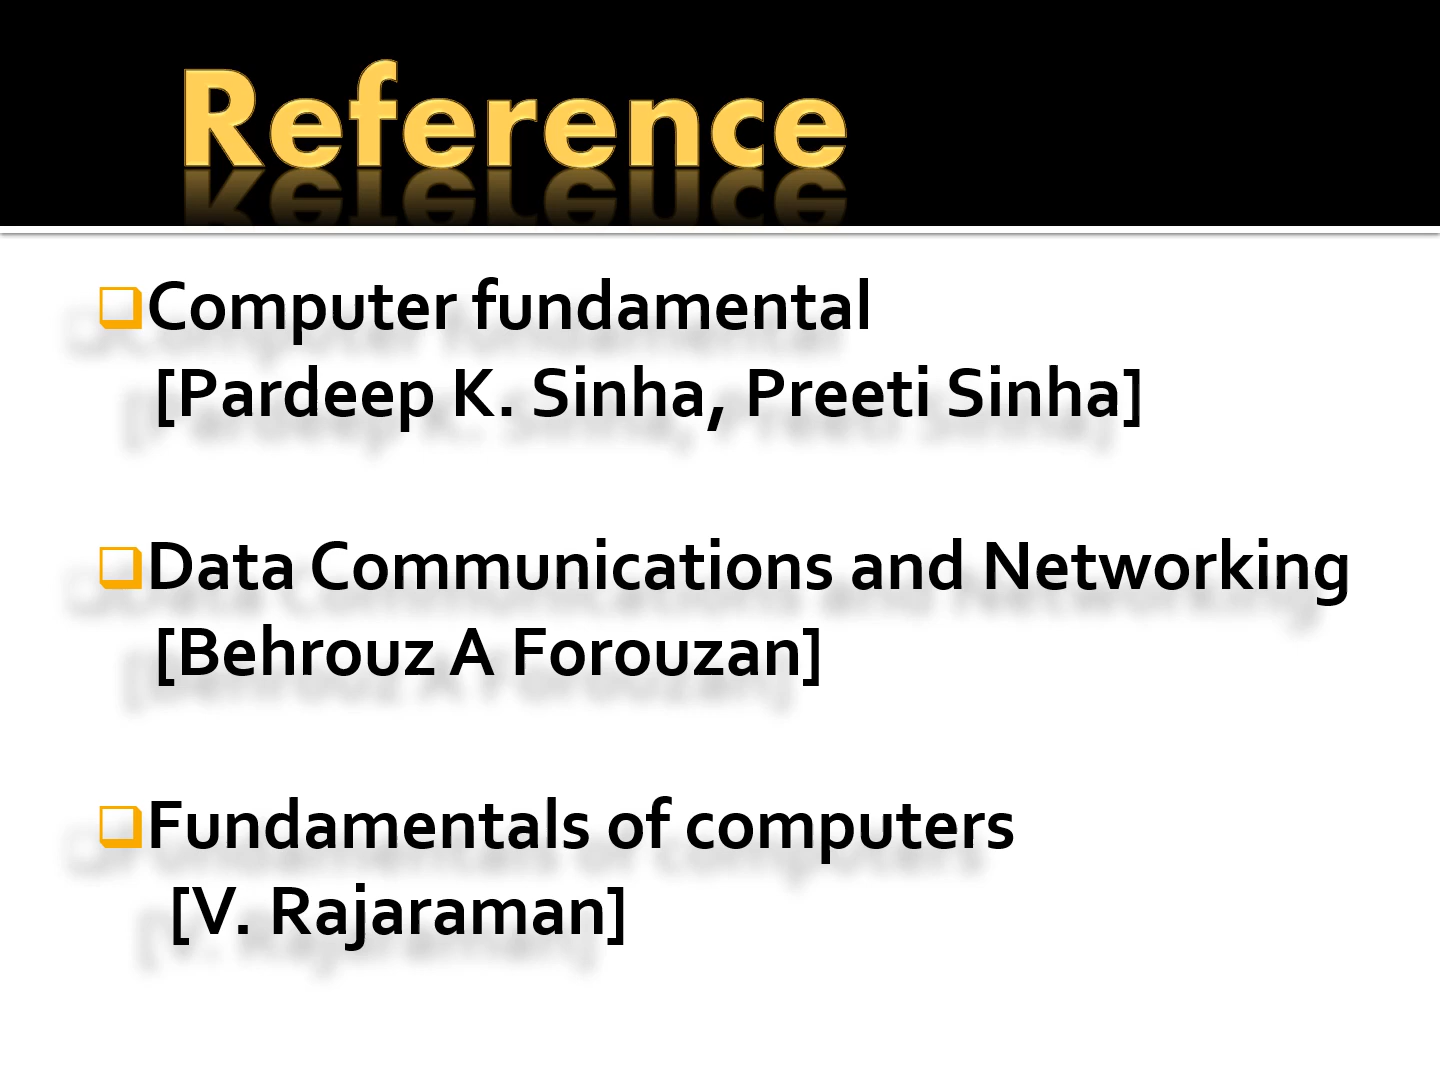 Reference
Computer fundamental
[Pardeep K. Sinha, Preeti Sinha]
Data Communications and Networking
[Behrouz A Forouzan]
Fundamentals of computers
[V. Rajaraman]